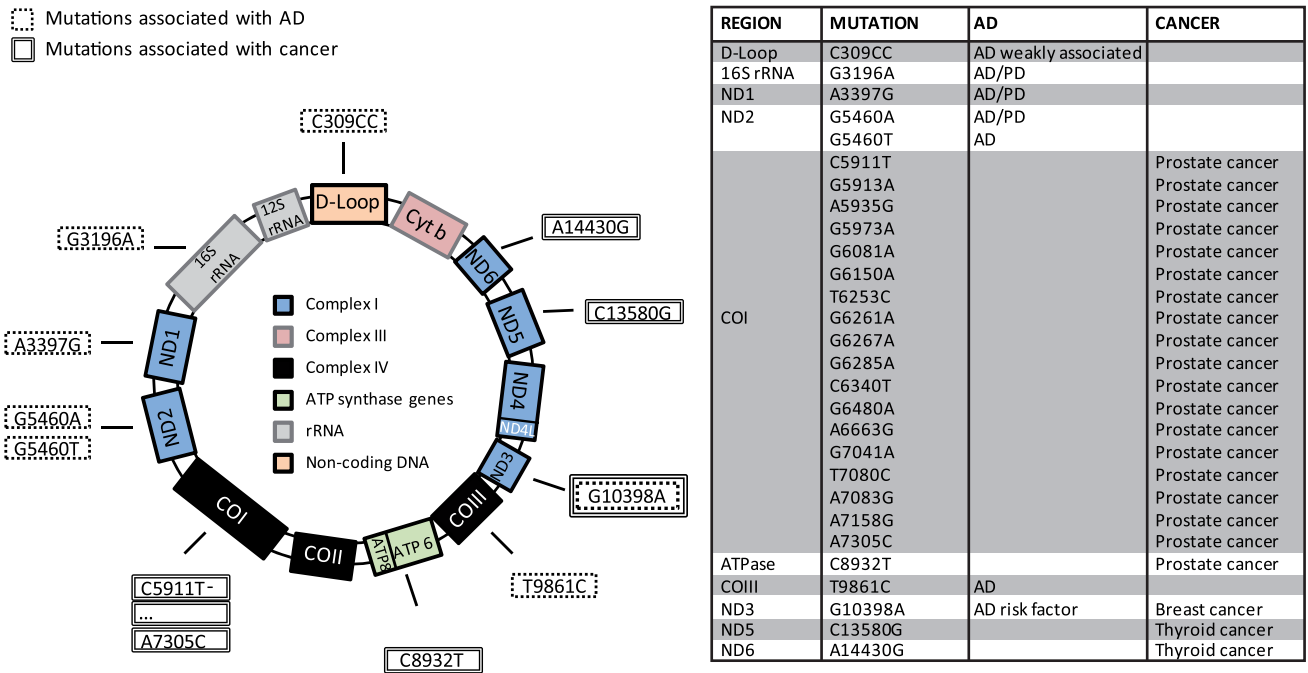 Mutations associated with AD
Mutations associated with cancer
C309CC
D-Loop
12S
rRNA
Cyt b
16S
rRNA
G3196A
A14430G
ND6
C13580G
ND5
Complex I
Complex III
Complex IV
ATP synthase genes
rRNA
Non-coding DNA
A3397G
ND1
ND4
ND4L
G5460A
G5460T
ND2
ND3
G10398A
COI
COII
ATP8
ATP 6
COIII
C5911T-
...
A7305C
T9861C
C8932T
REGION MUTATION AD CANCER
D-Loop C309CC AD weakly associated
16S rRNA G3196A AD/PD
ND1 A3397G AD/PD
ND2 G5460A AD/PD
G5460T AD
C5911T Prostate cancer
G5913A Prostate cancer
A5935G Prostate cancer
G5973A Prostate cancer
G6081A Prostate cancer
G6150A Prostate cancer
T6253C Prostate cancer
COI G6261A Prostate cancer
G6267A Prostate cancer
G6285A Prostate cancer
C6340T Prostate cancer
G6480A Prostate cancer
A6663G Prostate cancer
G7041A Prostate cancer
T7080C Prostate cancer
A7083G Prostate cancer
A7158G Prostate cancer
A7305C Prostate cancer
ATPase C8932T Prostate cancer
COIII T9861C AD
ND3 G10398A AD risk factor Breast cancer
ND5 C13580G Thyroid cancer
ND6 A14430G Thyroid cancer